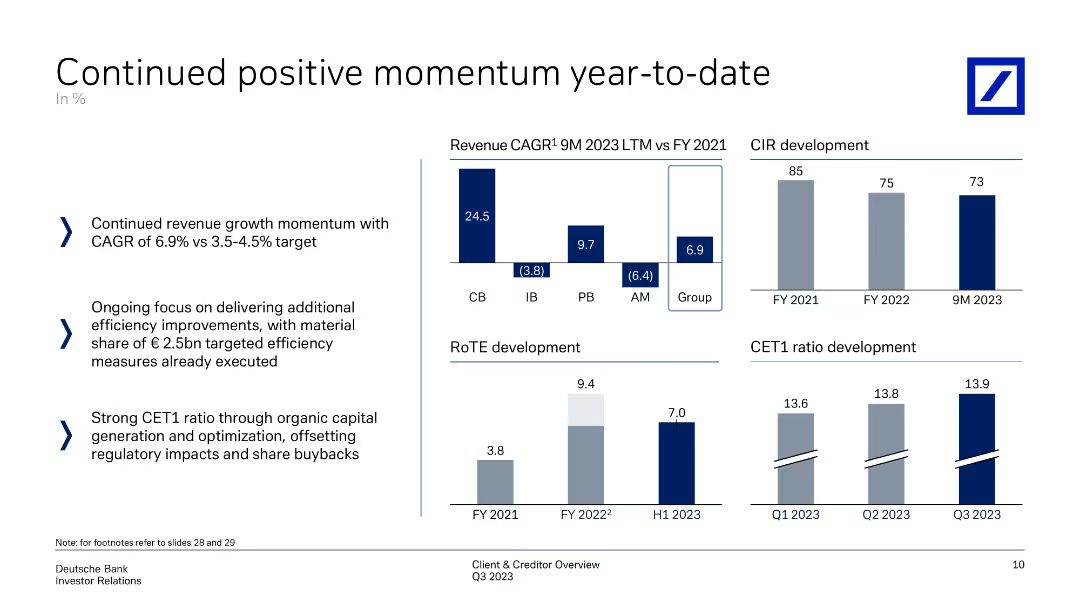 Continued positive momentum year-to-date
In %
Continued revenue growth momentum with
CAGR of 6.9% vs 3.5-4.5% target
Ongoing focus on delivering additional
efficiency improvements, with material
share of € 2.5bn targeted efficiency
measures already executed
Strong CET1 ratio through organic capital
generation and optimization, offsetting
regulatory impacts and share buybacks
Revenue CAGR¹ 9M 2023 LTM vs FY 2021
24.5
(3.8)
9.7
(6.4)
6.9
CB IB PB AM Group
CIR development
85
75
73
FY 2021 FY 2022 9M 2023
RoTE development
3.8
9.4
7.0
FY 2021 FY 2022² H1 2023
CET1 ratio development
13.6
13.8
13.9
Q1 2023 Q2 2023 Q3 2023
Note: for footnotes refer to slides 28 and 29
Deutsche Bank
Investor Relations
Client & Creditor Overview
Q3 2023
10